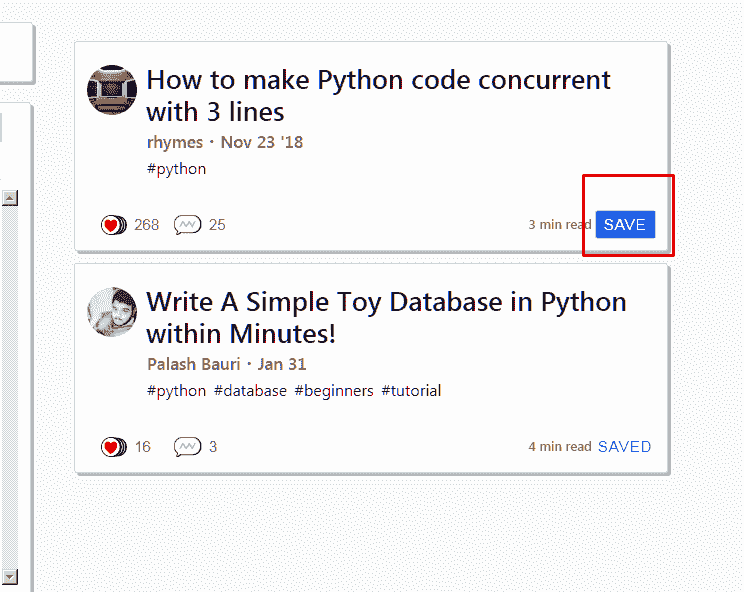 How to make Python code concurrent
with 3 lines
rhymes · Nov 23 '18
#python
268 25 3 min read SAVE
Write A Simple Toy Database in Python
within Minutes!
Palash Bauri · Jan 31
#python #database #beginners #tutorial
16 3 4 min read SAVED